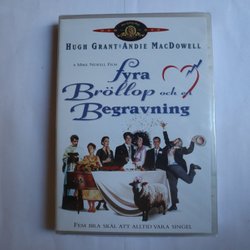 HUGH GRANT & ANDIE MACDOWELL
A MIKE NEWELL FILM
fyra
BRÖLLOP och en
BEGRAVNING
FEM BRA SKÄL ATT ALLTID VARA SINGEL